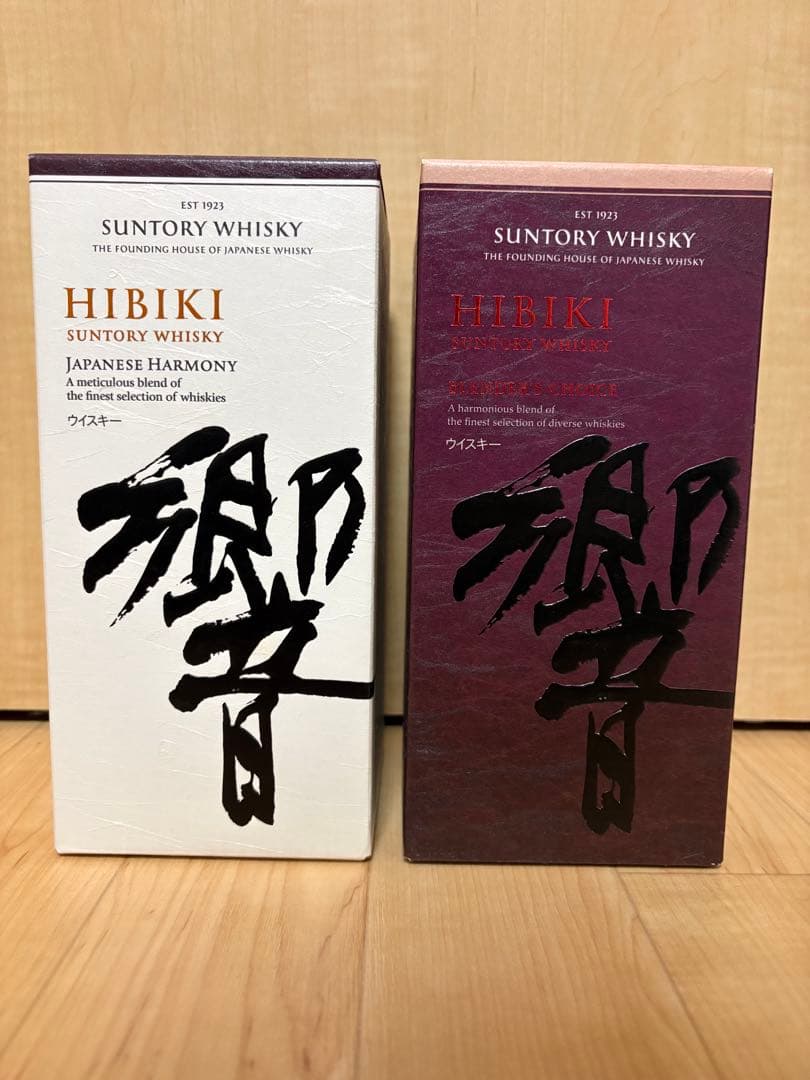 EST 1923
SUNTORY WHISKY
THE FOUNDING HOUSE OF JAPANESE WHISKY
HIBIKI
SUNTORY WHISKY
JAPANESE HARMONY
A meticulous blend of
the finest selection of whiskies
ウイスキー
響
EST 1923
SUNTORY WHISKY
THE FOUNDING HOUSE OF JAPANESE WHISKY
HIBIKI
SUNTORY WHISKY
BLENDER'S CHOICE
A harmonious blend of
the finest selection of diverse whiskies
ウイスキー
響